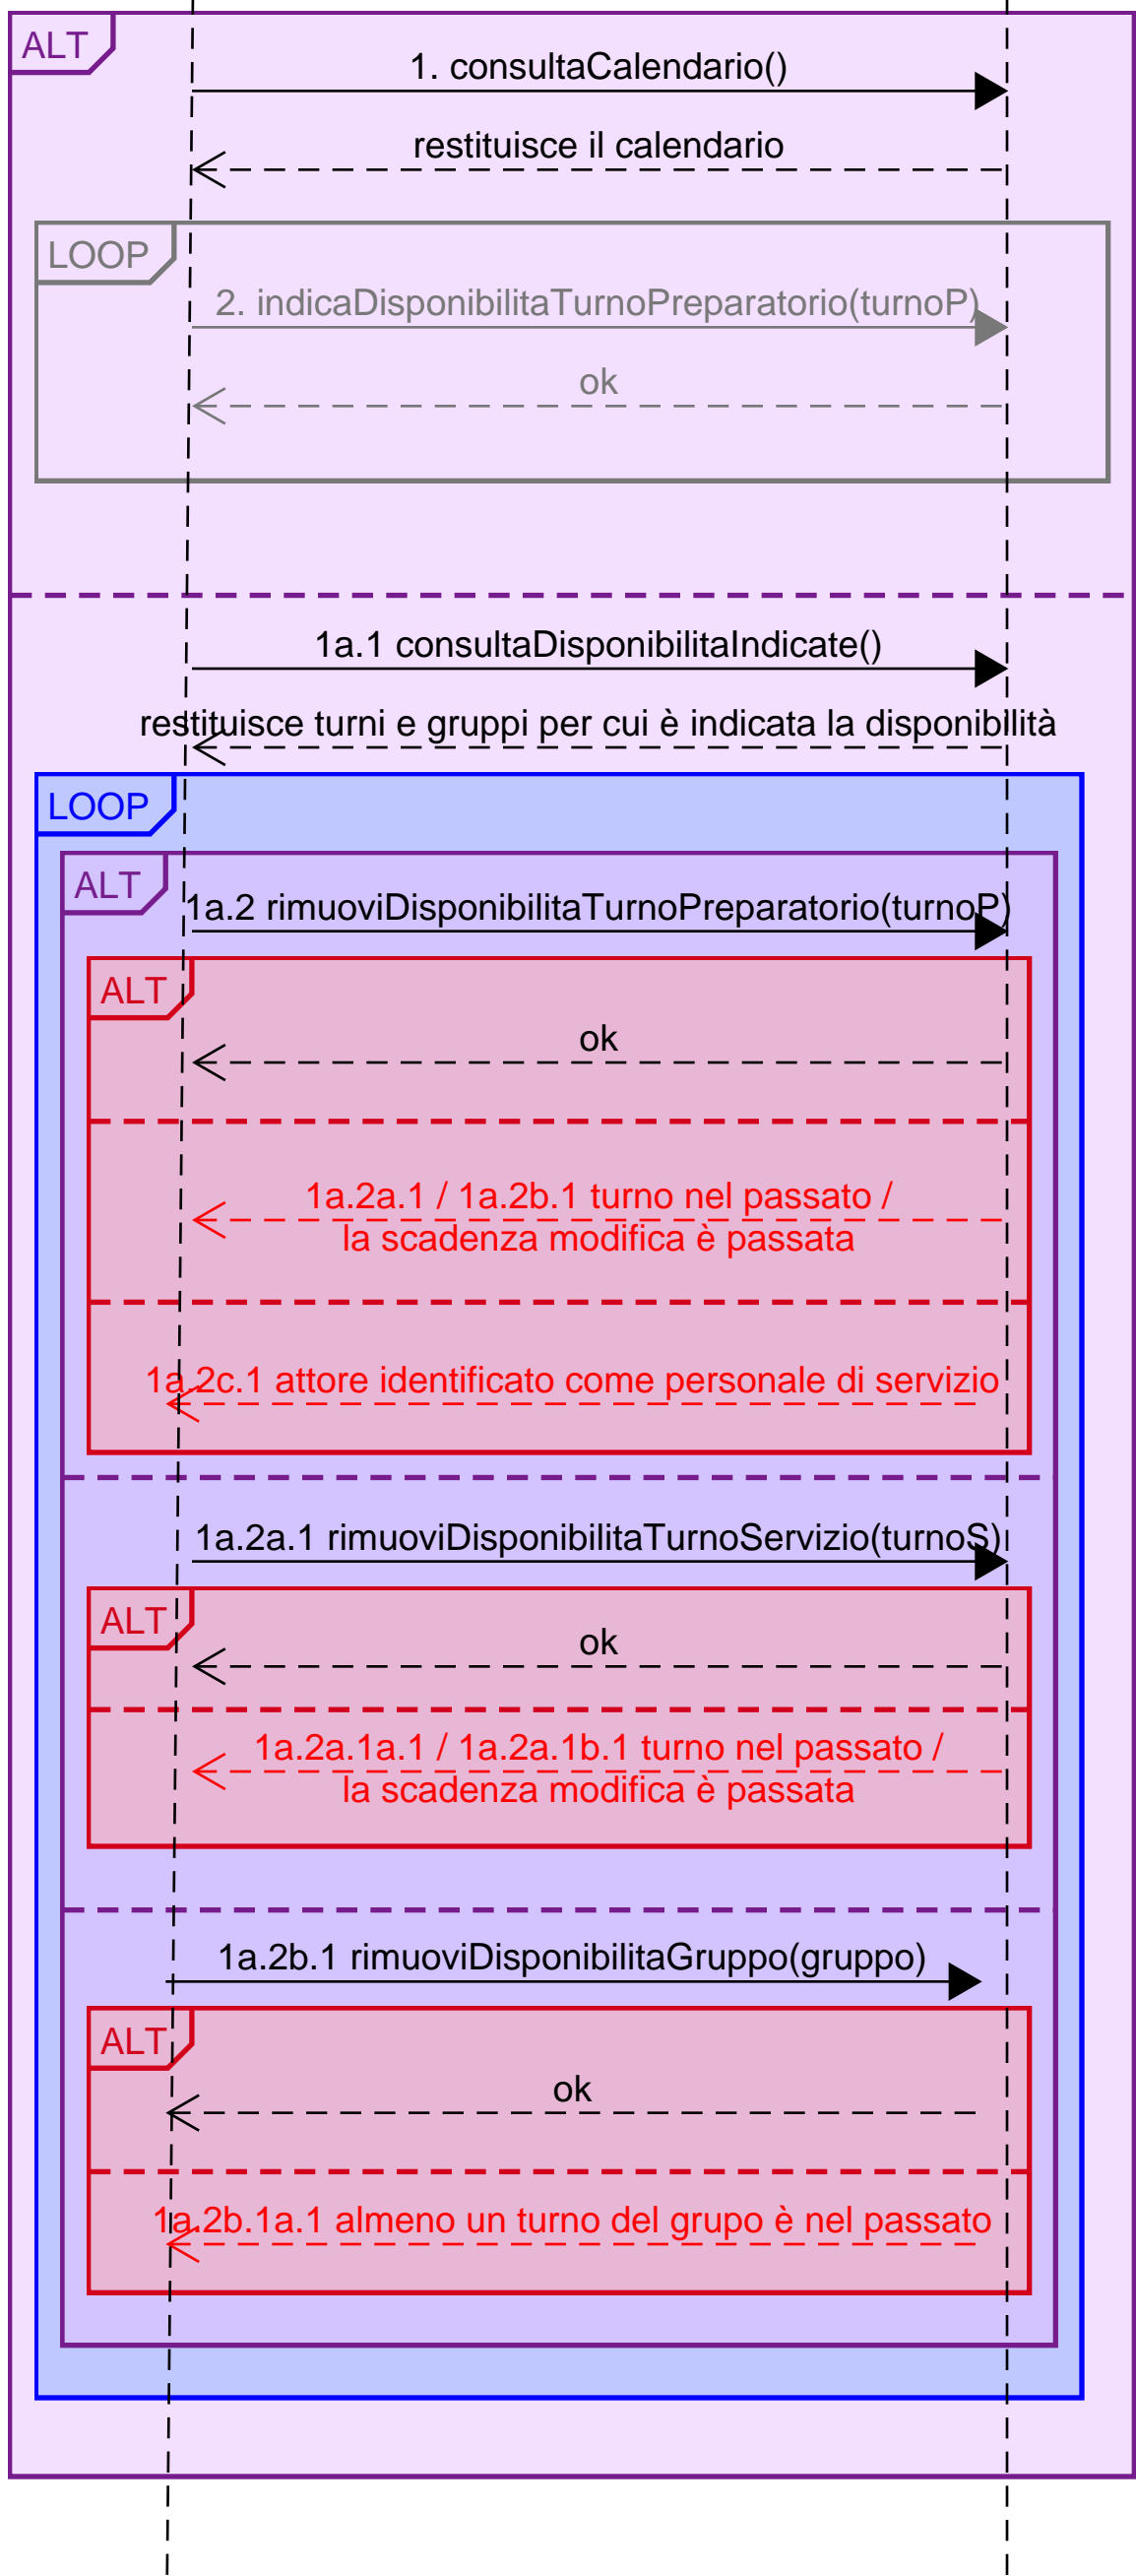 ALT
1. consultaCalendario()
restituisce il calendario
LOOP
2. indicaDisponibilitaTurnoPreparatorio(turnoP)
ok
1a.1 consultaDisponibilitaIndicate()
restituisce turni e gruppi per cui è indicata la disponibilità
LOOP
ALT
1a.2 rimuoviDisponibilitaTurnoPreparatorio(turnoP)
ALT
ok
1a.2a.1 / 1a.2b.1 turno nel passato /
la scadenza modifica è passata
1a.2c.1 attore identificato come personale di servizio
1a.2a.1 rimuoviDisponibilitaTurnoServizio(turnoS)
ALT
ok
1a.2a.1a.1 / 1a.2a.1b.1 turno nel passato /
la scadenza modifica è passata
1a.2b.1 rimuoviDisponibilitaGruppo(gruppo)
ALT
ok
1a.2b.1a.1 almeno un turno del grupo è nel passato